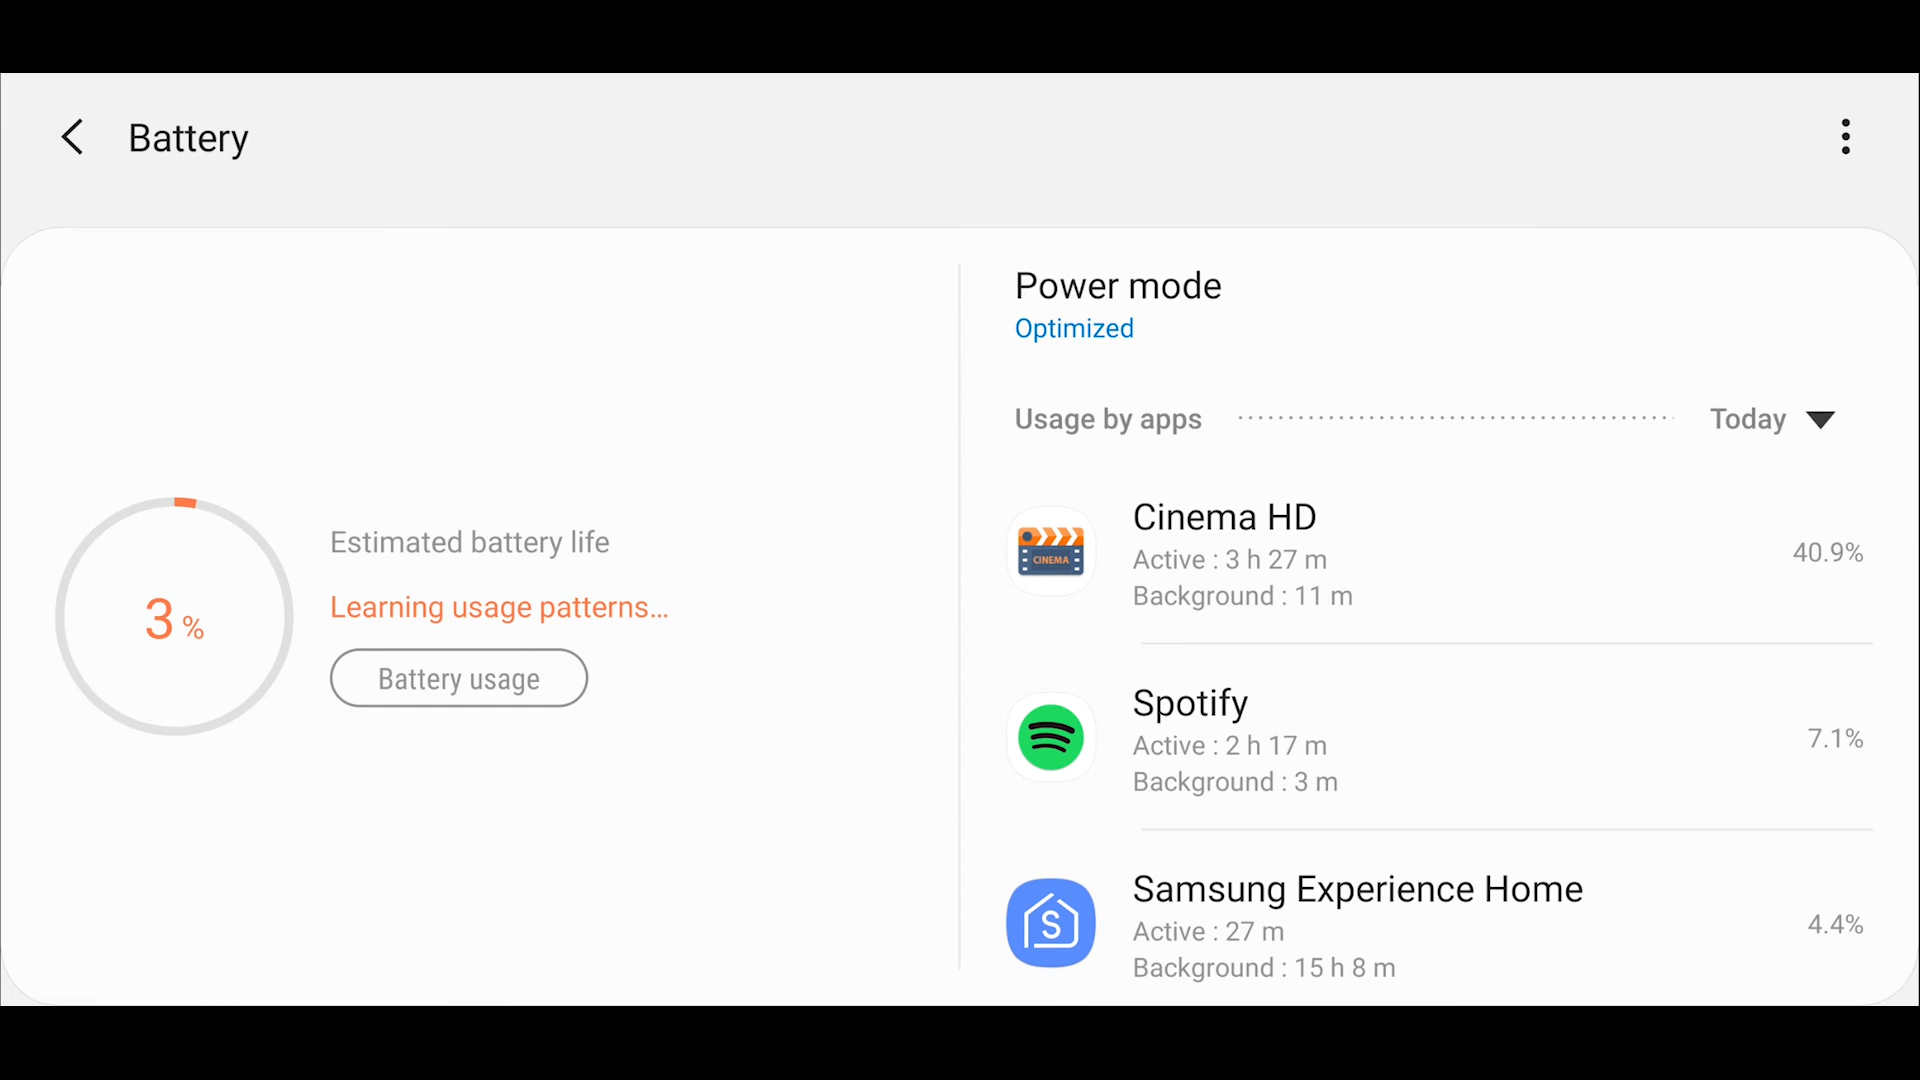 Battery
3 %
Estimated battery life
Learning usage patterns...
Battery usage
Power mode
Optimized
Usage by apps
Today
CINEMA
Cinema HD
Active : 3 h 27 m
Background : 11 m
40.9%
Spotify
Active : 2 h 17 m
Background : 3 m
7.1%
S
Samsung Experience Home
Active : 27 m
Background : 15 h 8 m
4.4%